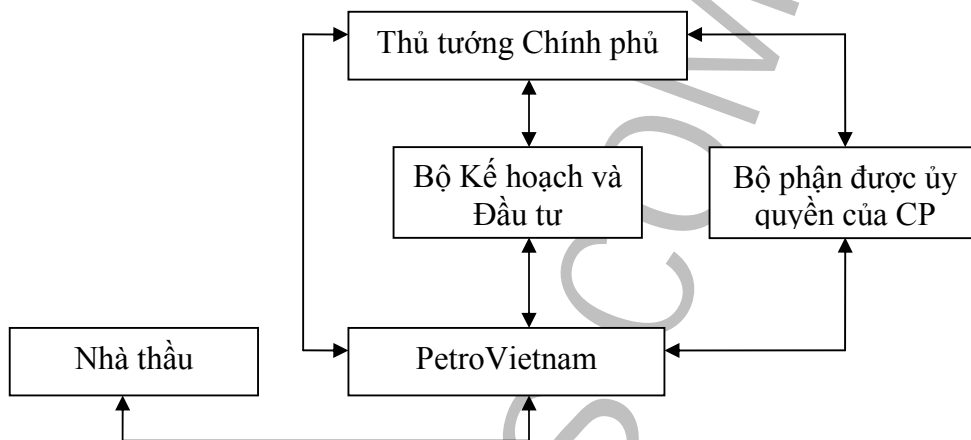 Thủ tướng Chính phủ
Bộ Kế hoạch và
Đầu tư
Bộ phận được ủy
quyền của CP
Nhà thầu
PetroVietnam